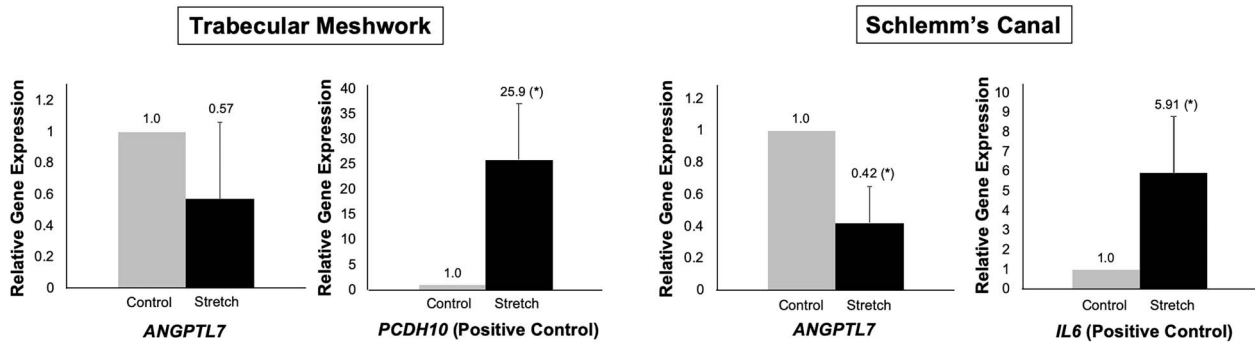 Trabecular Meshwork
Relative Gene Expression
1.2
1
0.8
0.6
0.4
0.2
0
1.0
0.57
Control
Stretch
ANGPTL7
Relative Gene Expression
40
35
30
25
20
15
10
5
0
1.0
25.9 (*)
Control
Stretch
PCDH10 (Positive Control)
Schlemm's Canal
Relative Gene Expression
1.2
1
0.8
0.6
0.4
0.2
0
1.0
0.42 (*)
Control
Stretch
ANGPTL7
Relative Gene Expression
10
9
8
7
6
5
4
3
2
1
0
1.0
5.91 (*)
Control
Stretch
IL6 (Positive Control)